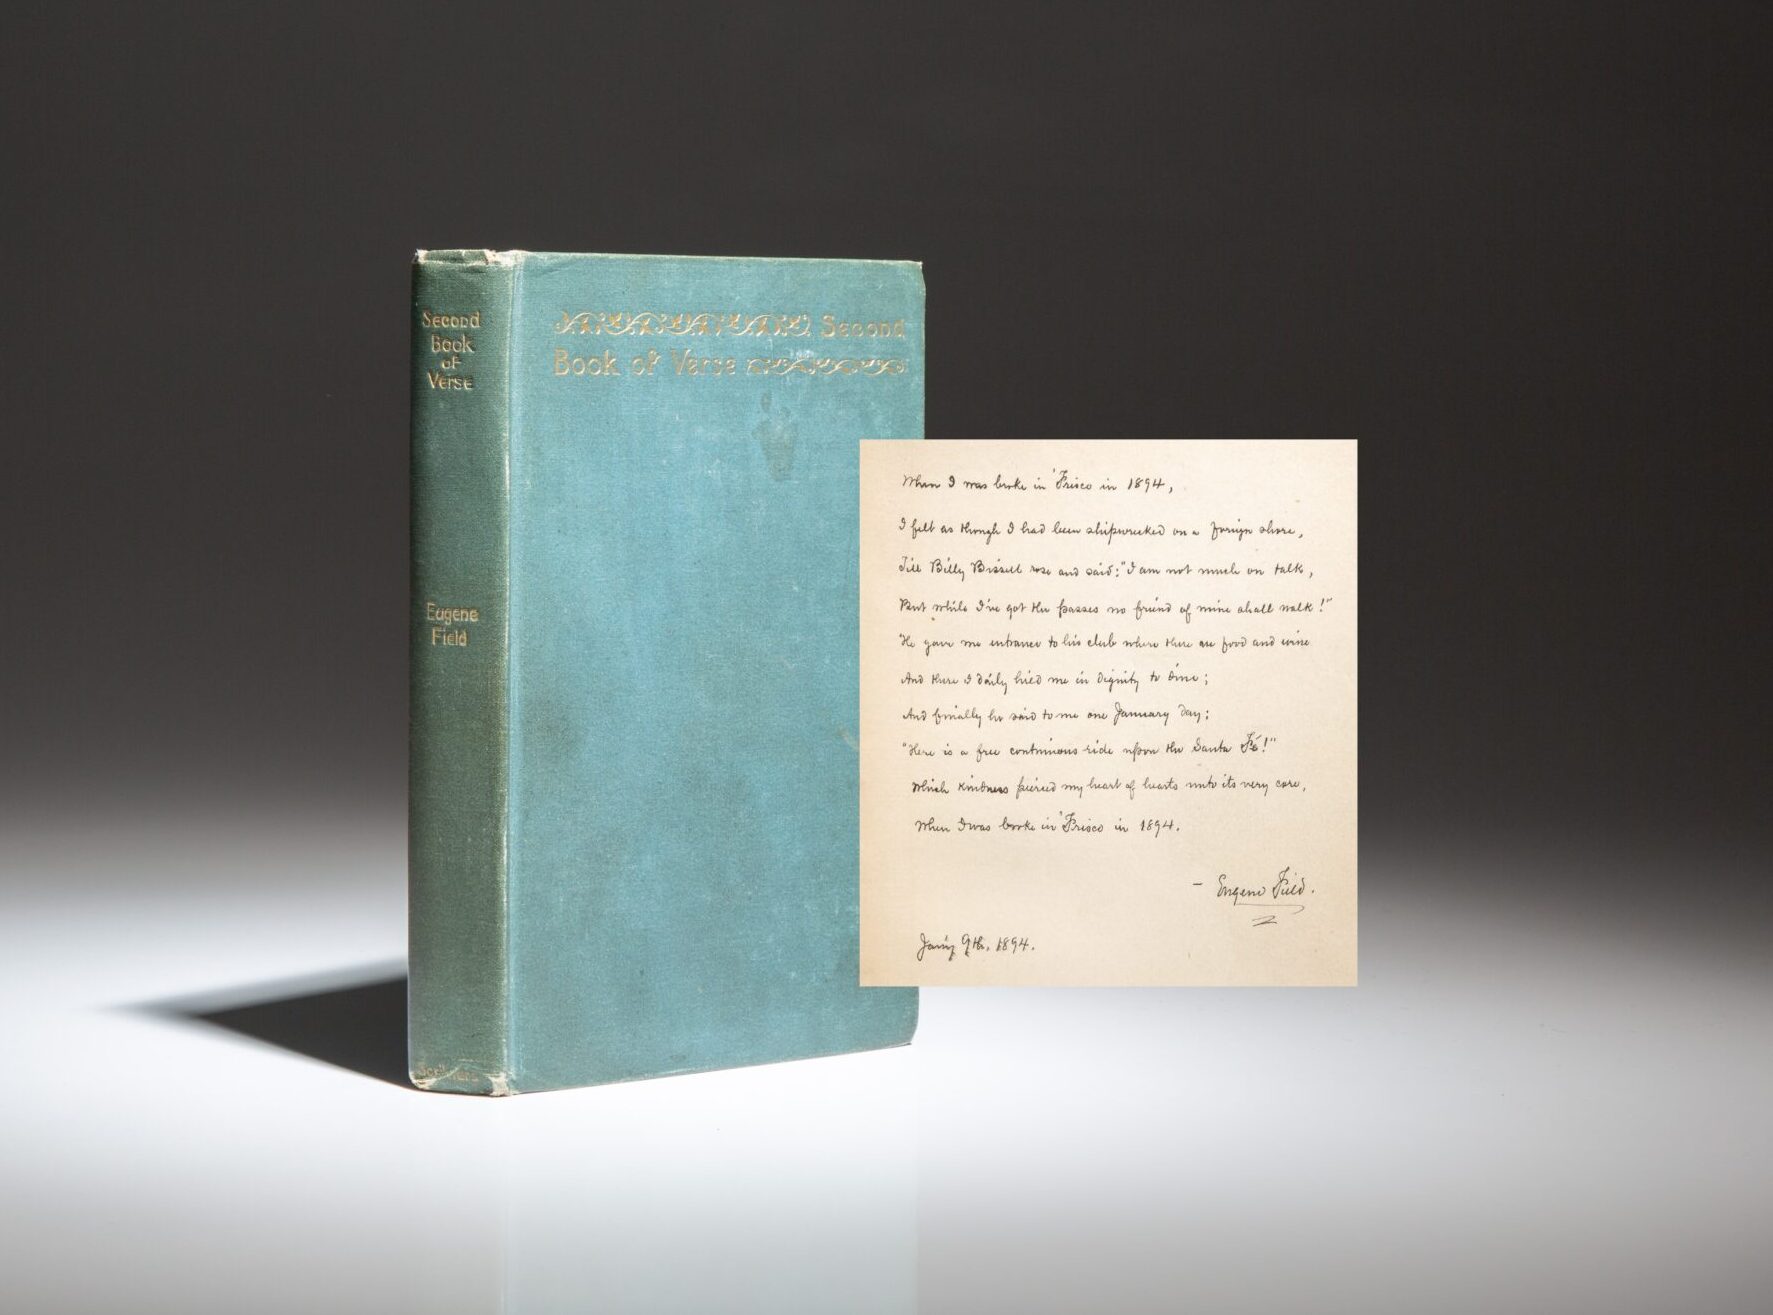 Second
Book
of
Verse
Eugene
Field
Scribners
Second
Book of Verse
When I was broke in 'Frisco in 1894,
I felt as though I had been shipwrecked on a foreign shore,
Till Billy Bissell rose and said: "I am not much on talk,
But while I've got the passes no friend of mine shall walk!"
He gave me entrance to his club where there are food and wine
And there I daily hied me in dignity to dine;
And finally he said to me one January day:
"Here is a free continuous ride upon the Santa Fé!"
Which kindness pierced my heart of hearts unto its very core,
When I was broke in 'Frisco in 1894.
– Eugene Field.
Jan'y 9th, 1894.